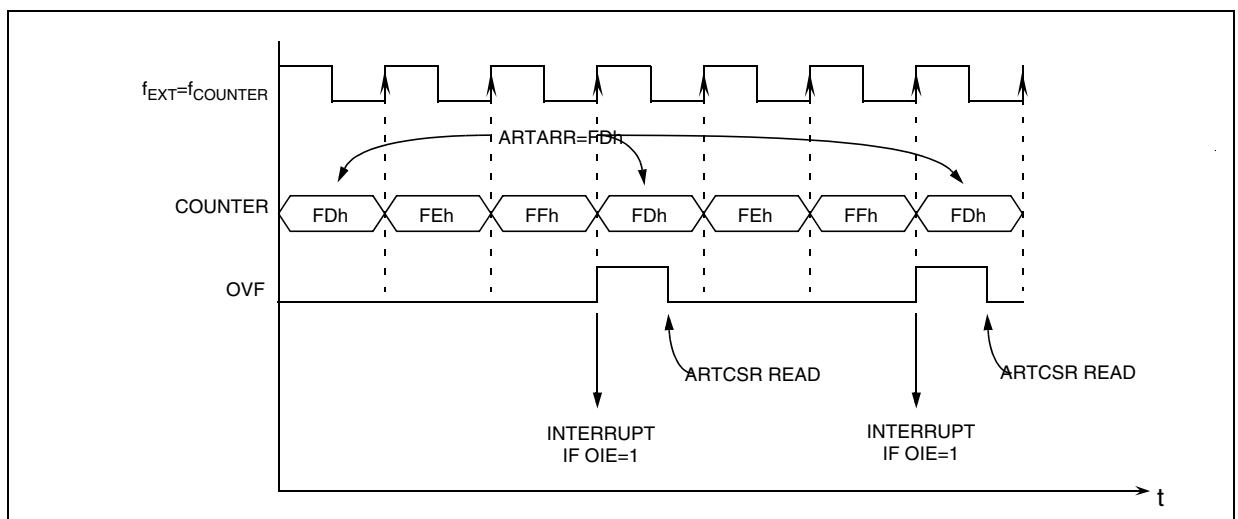 fEXT=fCOUNTER
ARTARR=FDh
COUNTER
FDh
FEh
FFh
FDh
FEh
FFh
FDh
OVF
ARTCSR READ
ARTCSR READ
INTERRUPT
IF OIE=1
INTERRUPT
IF OIE=1
t